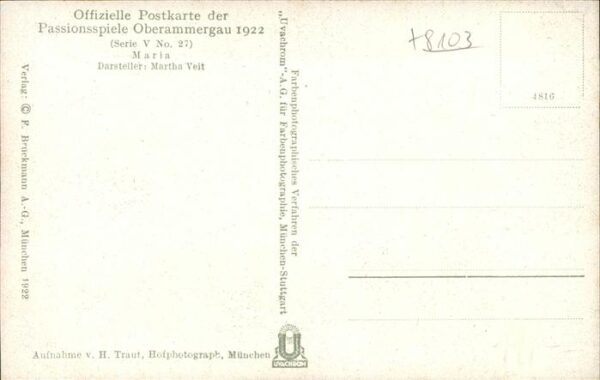 Offizielle Postkarte der
Passionsspiele Oberammergau 1922
(Serie V No. 27)
Maria
Darsteller: Martha Veit
Verlag: © F. Bruckmann A.-G., München 1922
Aufnahme v. H. Traut, Hofphotograph, München
Farbenphotographisches Verfahren der
„Uvachrom"-A.G. für Farbenphotographie, München-Stuttgart
U
UVACHROM
+8103
4816